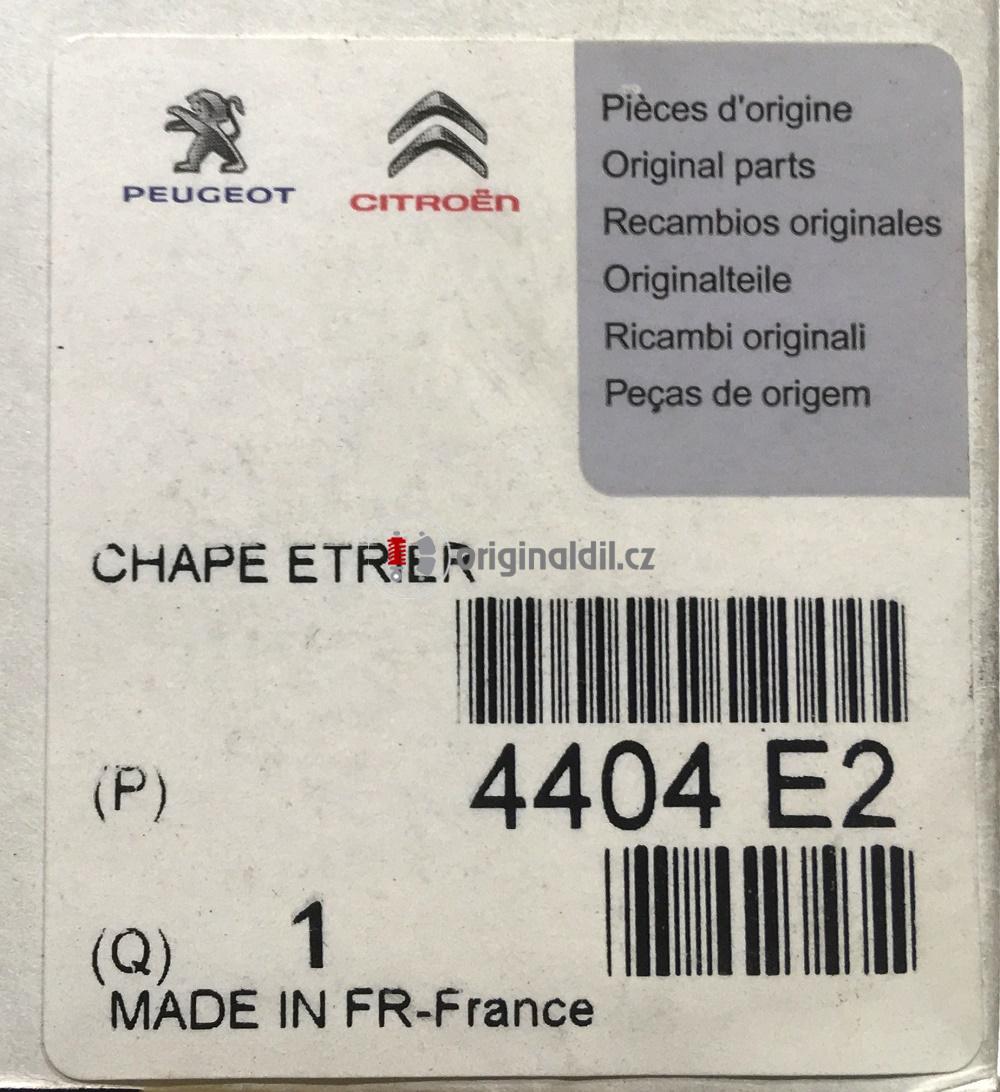 PEUGEOT
CITROËN
Pièces d'origine
Original parts
Recambios originales
Originalteile
Ricambi originali
Peças de origem
CHAPE ETRIER
originaldil.cz
(P) 4404 E2
(Q) 1
MADE IN FR-France